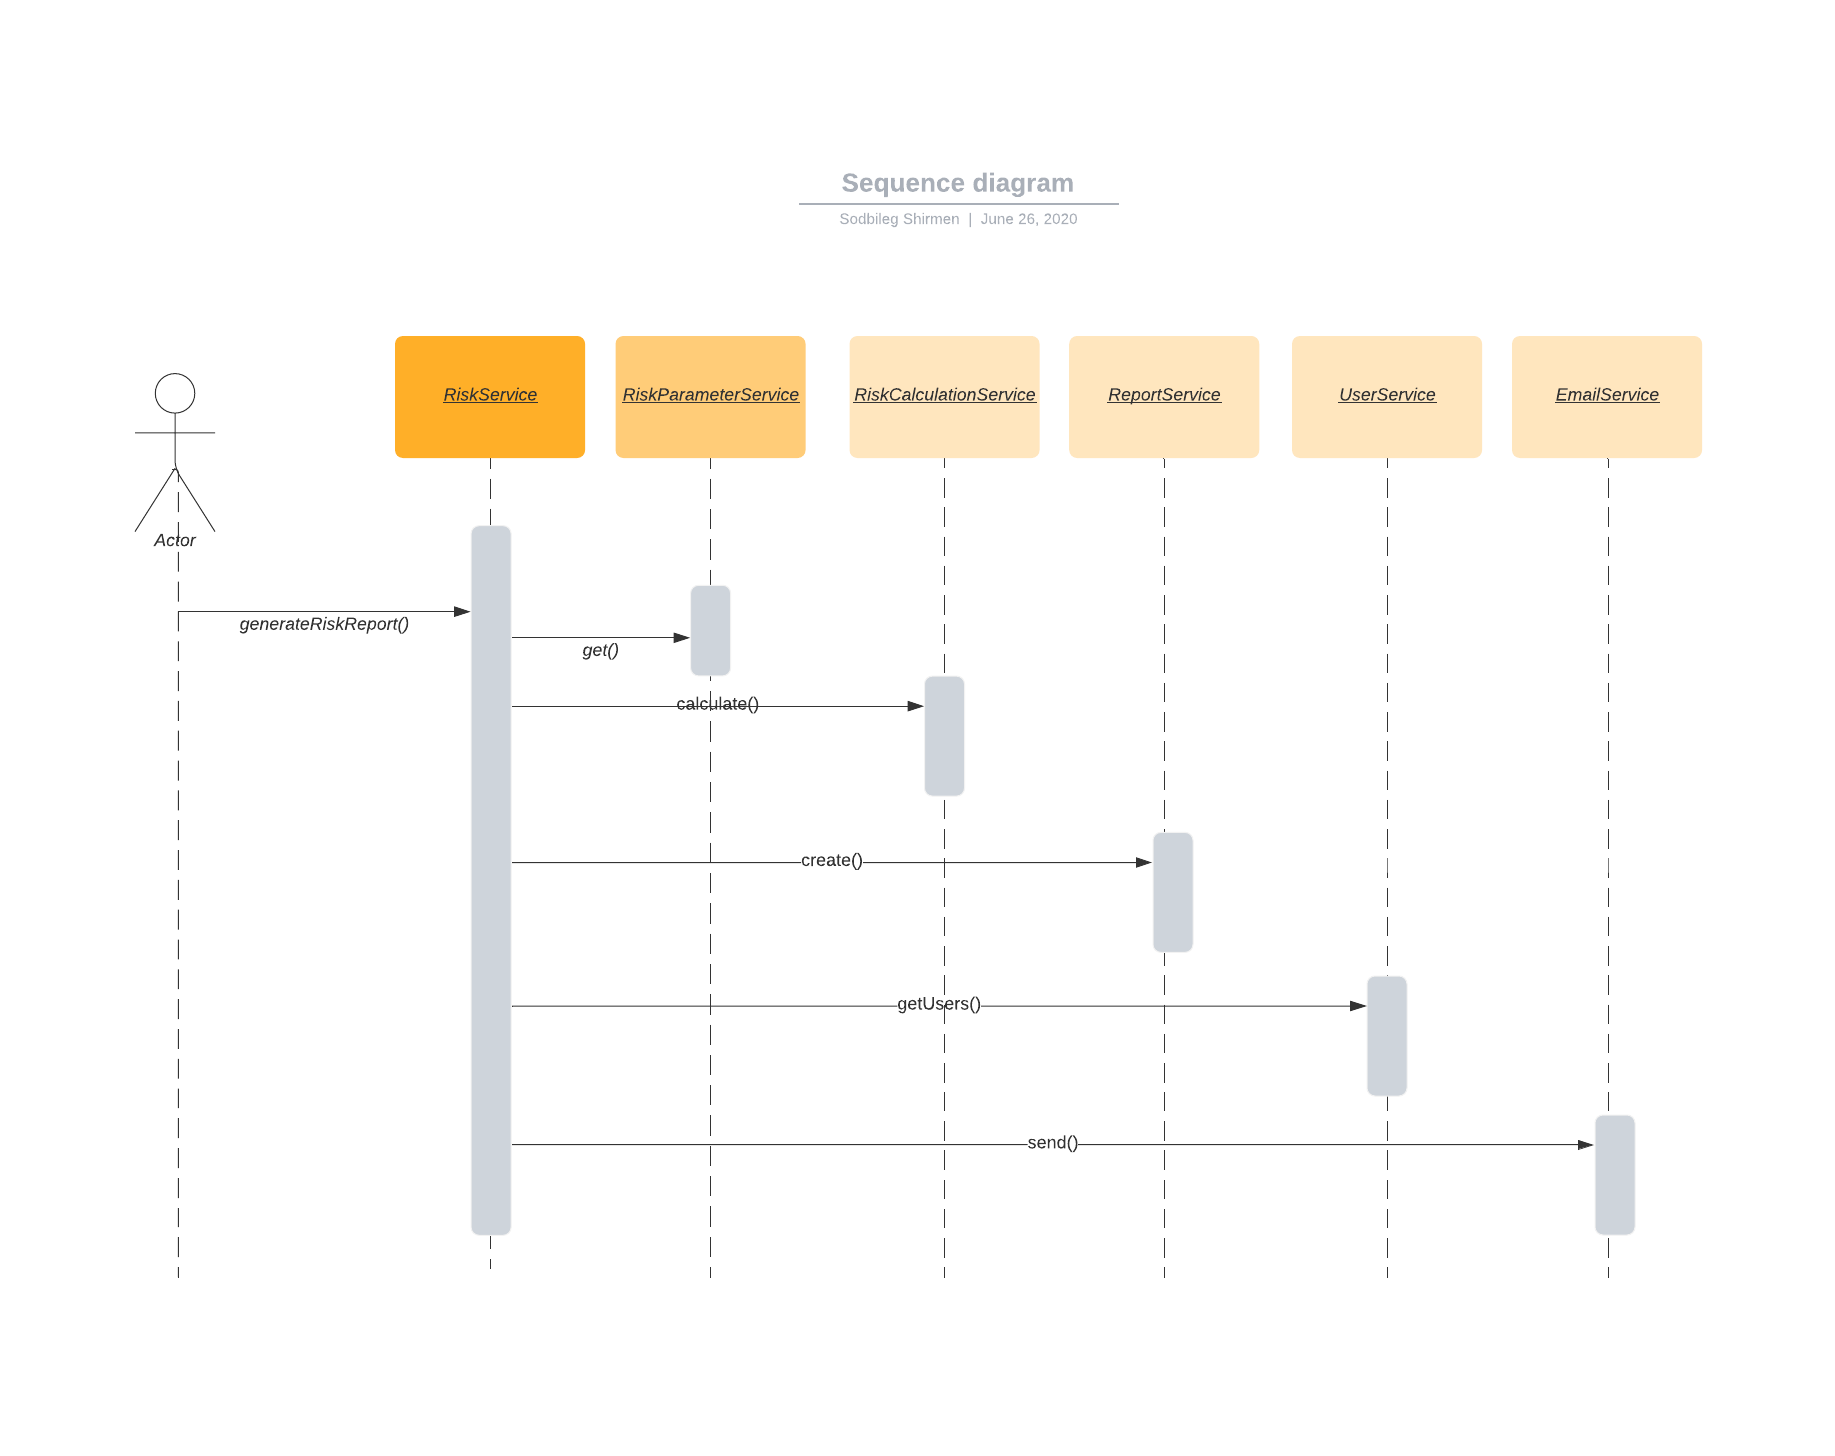 Sequence diagram
Sodbileg Shirmen | June 26, 2020
RiskService
RiskParameterService
RiskCalculationService
ReportService
UserService
EmailService
Actor
generateRiskReport()
get()
calculate()
create()
getUsers()
send()